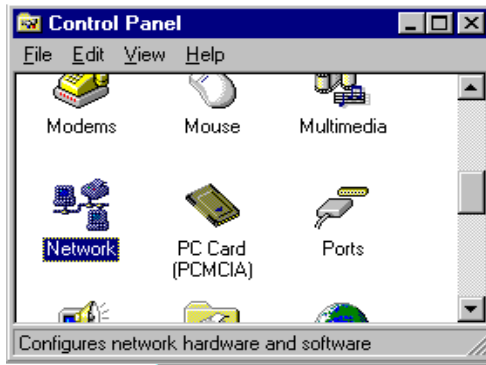 Control Panel
File Edit View Help
Modems Mouse Multimedia
Network PC Card Ports
(PCMCIA)
Configures network hardware and software